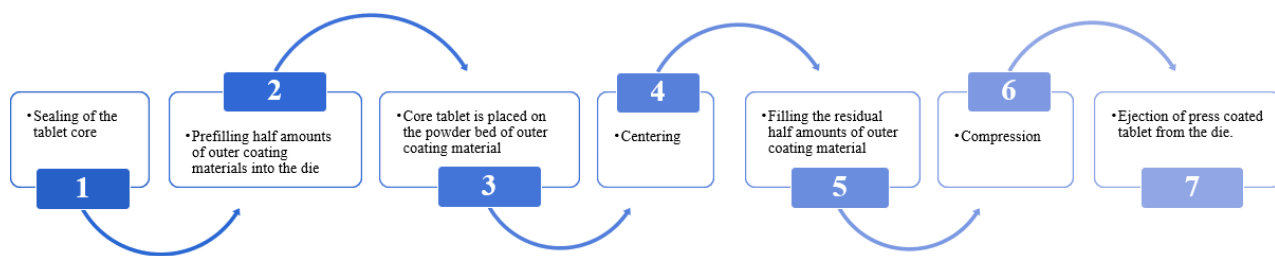 •Sealing of the
tablet core
1
2
•Prefilling half amounts
of outer coating
materials into the die
•Core tablet is placed on
the powder bed of outer
coating material
3
4
•Centering
•Filling the residual
half amounts of outer
coating material
5
6
•Compression
•Ejection of press coated
tablet from the die.
7